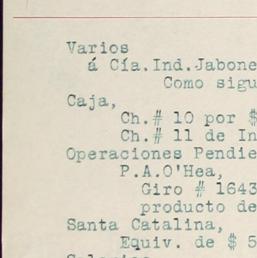 Varios
á Cía.Ind.Jabone
Como sigu
Caja,
Ch.# 10 por $
Ch.# 11 de In
Operaciones Pendie
P.A.O'Hea,
Giro # 1643
producto de
Santa Catalina,
Equiv. de $ 5